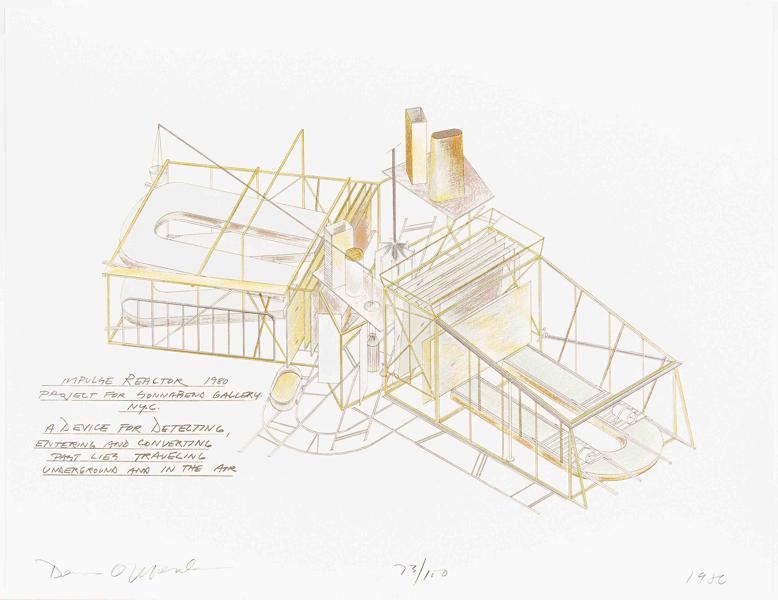 IMPULSE REACTOR 1980
PROJECT FOR SONNABEND GALLERY.
N.Y.C.
A DEVICE FOR DETECTING,
ENTERING AND CONVERTING
PAST LIES TRAVELING
UNDERGROUND AND IN THE AIR
Dennis Oppenheim
73/100
1980